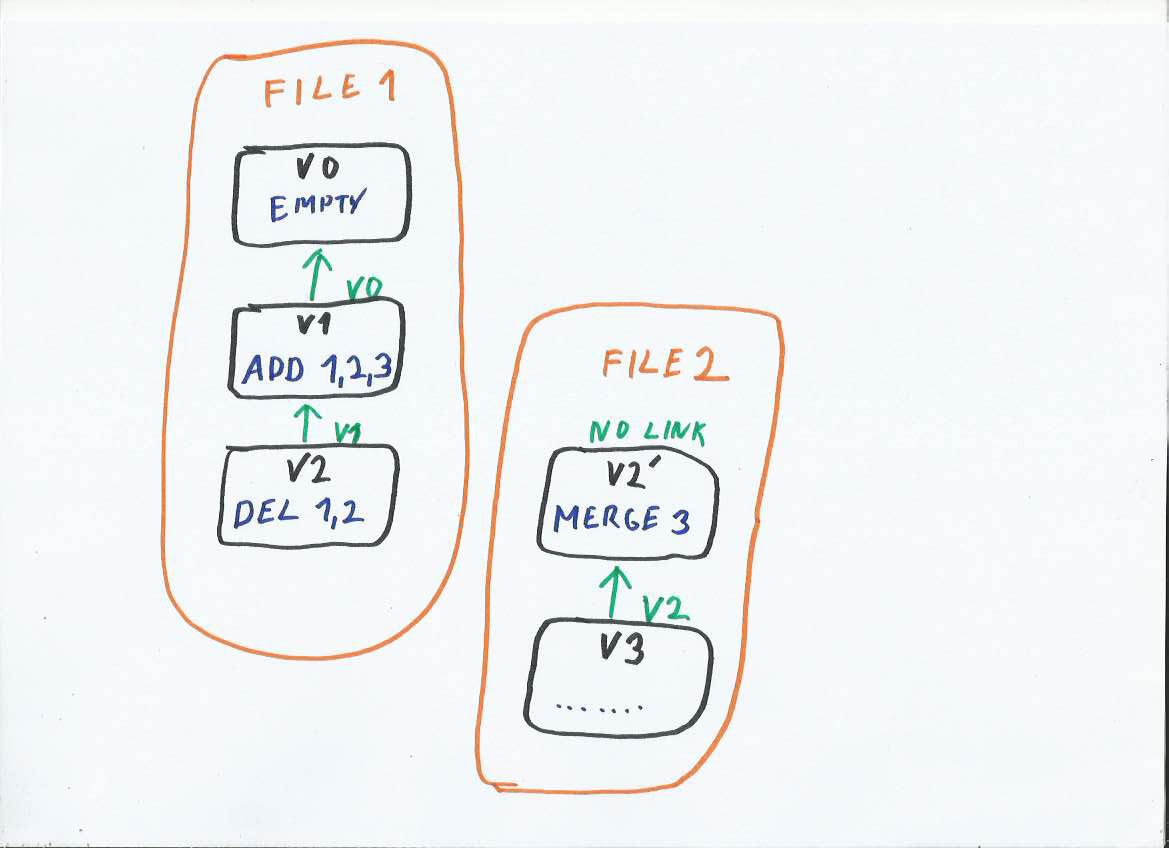 FILE 1
V0
EMPTY
V0
V1
ADD 1,2,3
V1
V2
DEL 1,2
FILE 2
NO LINK
V2'
MERGE 3
V2
V3
.......